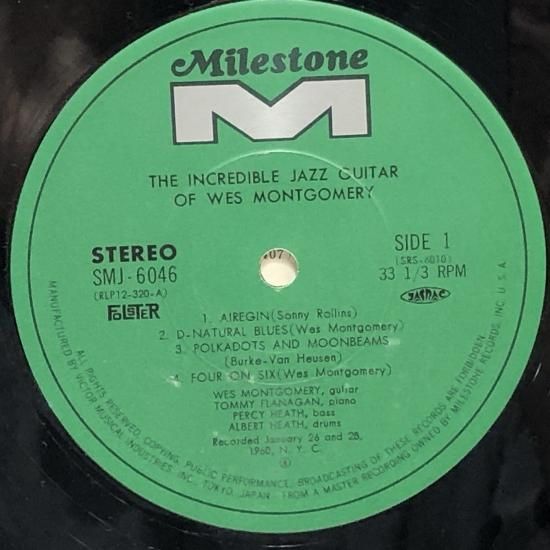 Milestone
M
THE INCREDIBLE JAZZ GUITAR
OF WES MONTGOMERY
STEREO
SMJ-6046
(RLP12-320-A)
SIDE 1
(SRS-6010)
33 1/3 RPM
JASRAC
1. AIREGIN (Sonny Rollins)
2. D-NATURAL BLUES (Wes Montgomery)
3. POLKADOTS AND MOONBEAMS
(Burke-Van Heusen)
4. FOUR ON SIX (Wes Montgomery)
WES MONTGOMERY, guitar
TOMMY FLANAGAN, piano
PERCY HEATH, bass
ALBERT HEATH, drums
Recorded January 26 and 28,
1960, N. Y. C.
ALL RIGHTS RESERVED. COPYING, PUBLIC PERFORMANCE, BROADCASTING OF THESE RECORDS ARE FORBIDDEN.
MANUFACTURED BY VICTOR MUSICAL INDUSTRIES, INC. TOKYO, JAPAN. FROM A MASTER RECORDING OWNED BY MILESTONE RECORDS, INC. U. S. A.